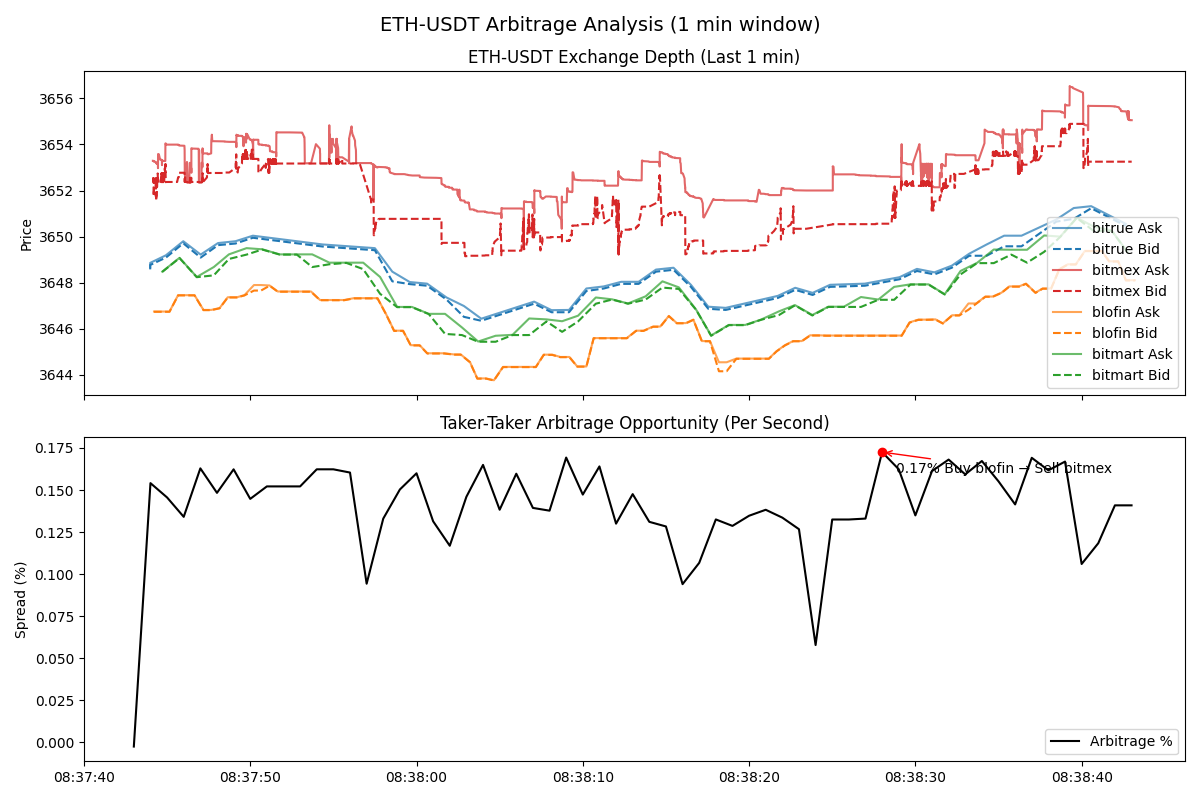 ETH-USDT Arbitrage Analysis (1 min window)
ETH-USDT Exchange Depth (Last 1 min)
Price
3656
3654
3652
3650
3648
3646
3644
bitrue Ask
bitrue Bid
bitmex Ask
bitmex Bid
blofin Ask
blofin Bid
bitmart Ask
bitmart Bid
Taker-Taker Arbitrage Opportunity (Per Second)
Spread (%)
0.175
0.150
0.125
0.100
0.075
0.050
0.025
0.000
0.17% Buy blofin → Sell bitmex
Arbitrage %
08:37:40
08:37:50
08:38:00
08:38:10
08:38:20
08:38:30
08:38:40